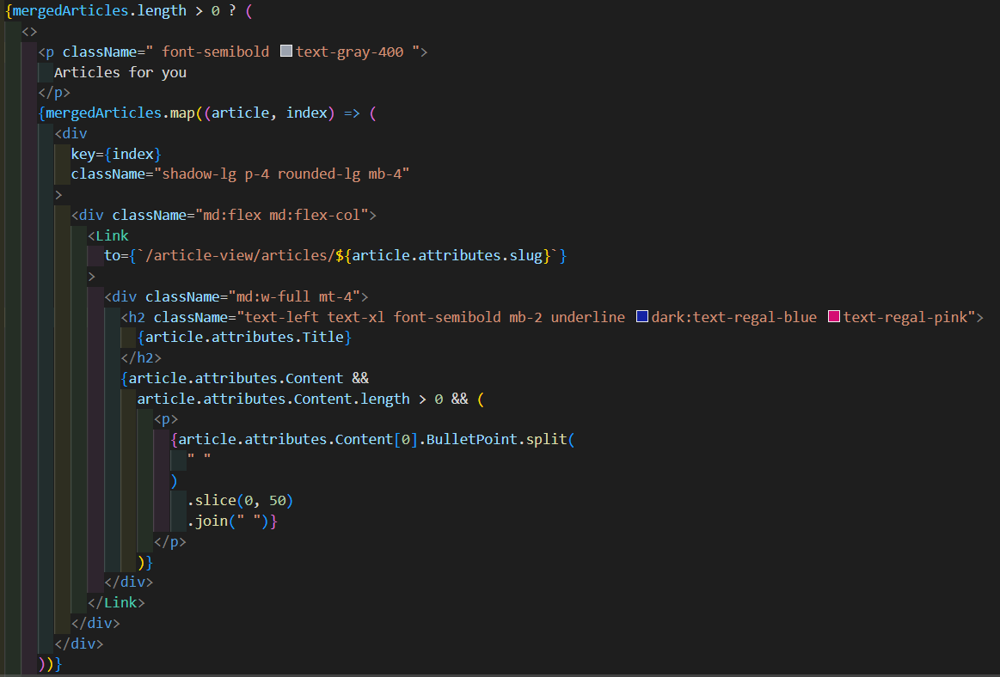 {mergedArticles.length > 0 ? (
<>
<p className=" font-semibold text-gray-400 ">
Articles for you
</p>
{mergedArticles.map((article, index) => (
<div
key={index}
className="shadow-lg p-4 rounded-lg mb-4"
>
<div className="md:flex md:flex-col">
<Link
to={`/article-view/articles/${article.attributes.slug}`}
>
<div className="md:w-full mt-4">
<h2 className="text-left text-xl font-semibold mb-2 underline dark:text-regal-blue text-regal-pink">
{article.attributes.Title}
</h2>
{article.attributes.Content &&
article.attributes.Content.length > 0 && (
<p>
{article.attributes.Content[0].BulletPoint.split(
" "
)
.slice(0, 50)
.join(" ")}
</p>
)}
</div>
</Link>
</div>
</div>
))}